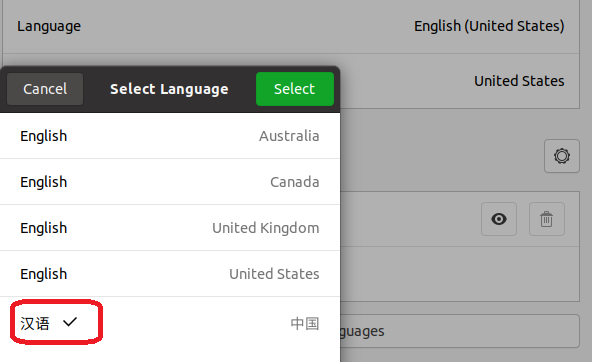 Language English (United States)
United States
Cancel Select Language Select
English Australia
English Canada
English United Kingdom
English United States
汉语 中国
guages